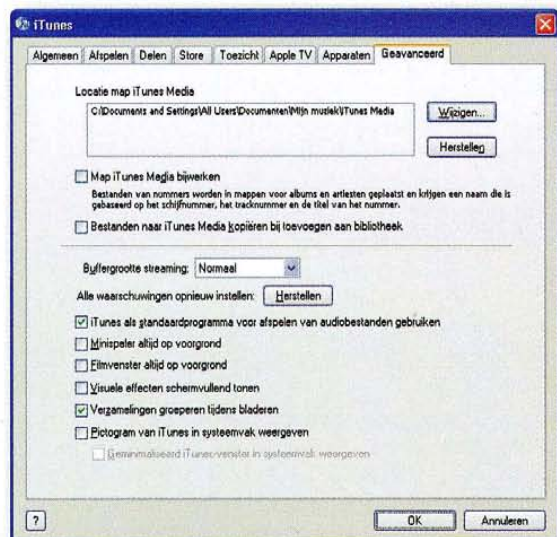 iTunes
Algemeen Afspelen Delen Store Toezicht Apple TV Apparaten Geavanceerd
Locatie map iTunes Media
C:\Documents and Settings\All Users\Documenten\Mijn muziek\iTunes Media
Wijzigen...
Herstellen
Map iTunes Media bijwerken
Bestanden van nummers worden in mappen voor albums en artiesten geplaatst en krijgen een naam die is
gebaseerd op het schijfnummer, het tracknummer en de titel van het nummer.
Bestanden naar iTunes Media kopiëren bij toevoegen aan bibliotheek
Buffergrootte streaming: Normaal
Alle waarschuwingen opnieuw instellen: Herstellen
iTunes als standaardprogramma voor afspelen van audiobestanden gebruiken
Minispeler altijd op voorgrond
Filmvenster altijd op voorgrond
Visuele effecten schermvullend tonen
Verzamelingen groeperen tijdens bladeren
Pictogram van iTunes in systeemvak weergeven
Geminimaliseerd iTunes-venster in systeemvak weergeven
? OK Annuleren